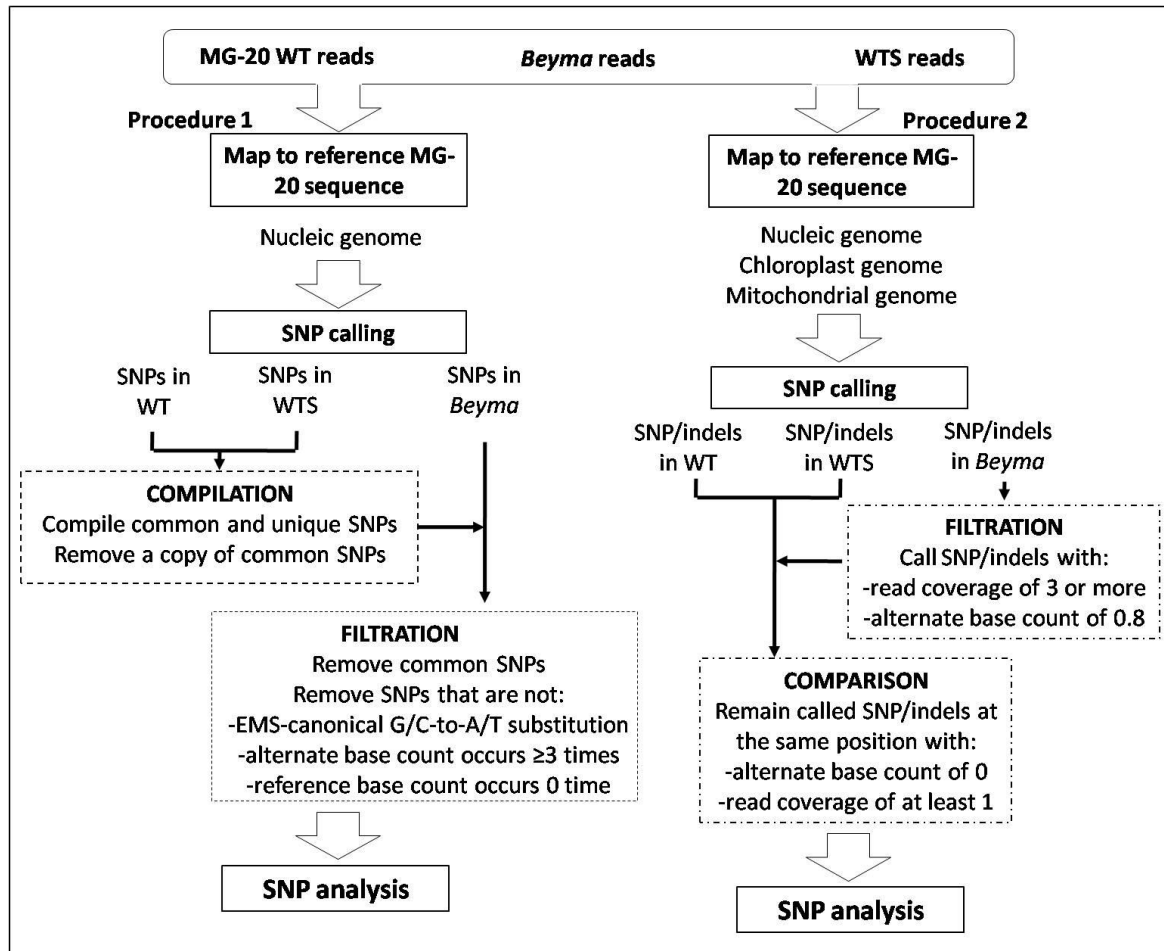 MG-20 WT reads
Beyma reads
WTS reads
Procedure 1
Map to reference MG-
20 sequence
Nucleic genome
SNP calling
SNPs in
WT
SNPs in
WTS
SNPs in
Beyma
COMPILATION
Compile common and unique SNPs
Remove a copy of common SNPs
FILTRATION
Remove common SNPs
Remove SNPs that are not:
-EMS-canonical G/C-to-A/T substitution
-alternate base count occurs ≥3 times
-reference base count occurs 0 time
SNP analysis
Procedure 2
Map to reference MG-
20 sequence
Nucleic genome
Chloroplast genome
Mitochondrial genome
SNP calling
SNP/indels
in WT
SNP/indels
in WTS
SNP/indels
in Beyma
FILTRATION
Call SNP/indels with:
-read coverage of 3 or more
-alternate base count of 0.8
COMPARISON
Remain called SNP/indels at
the same position with:
-alternate base count of 0
-read coverage of at least 1
SNP analysis